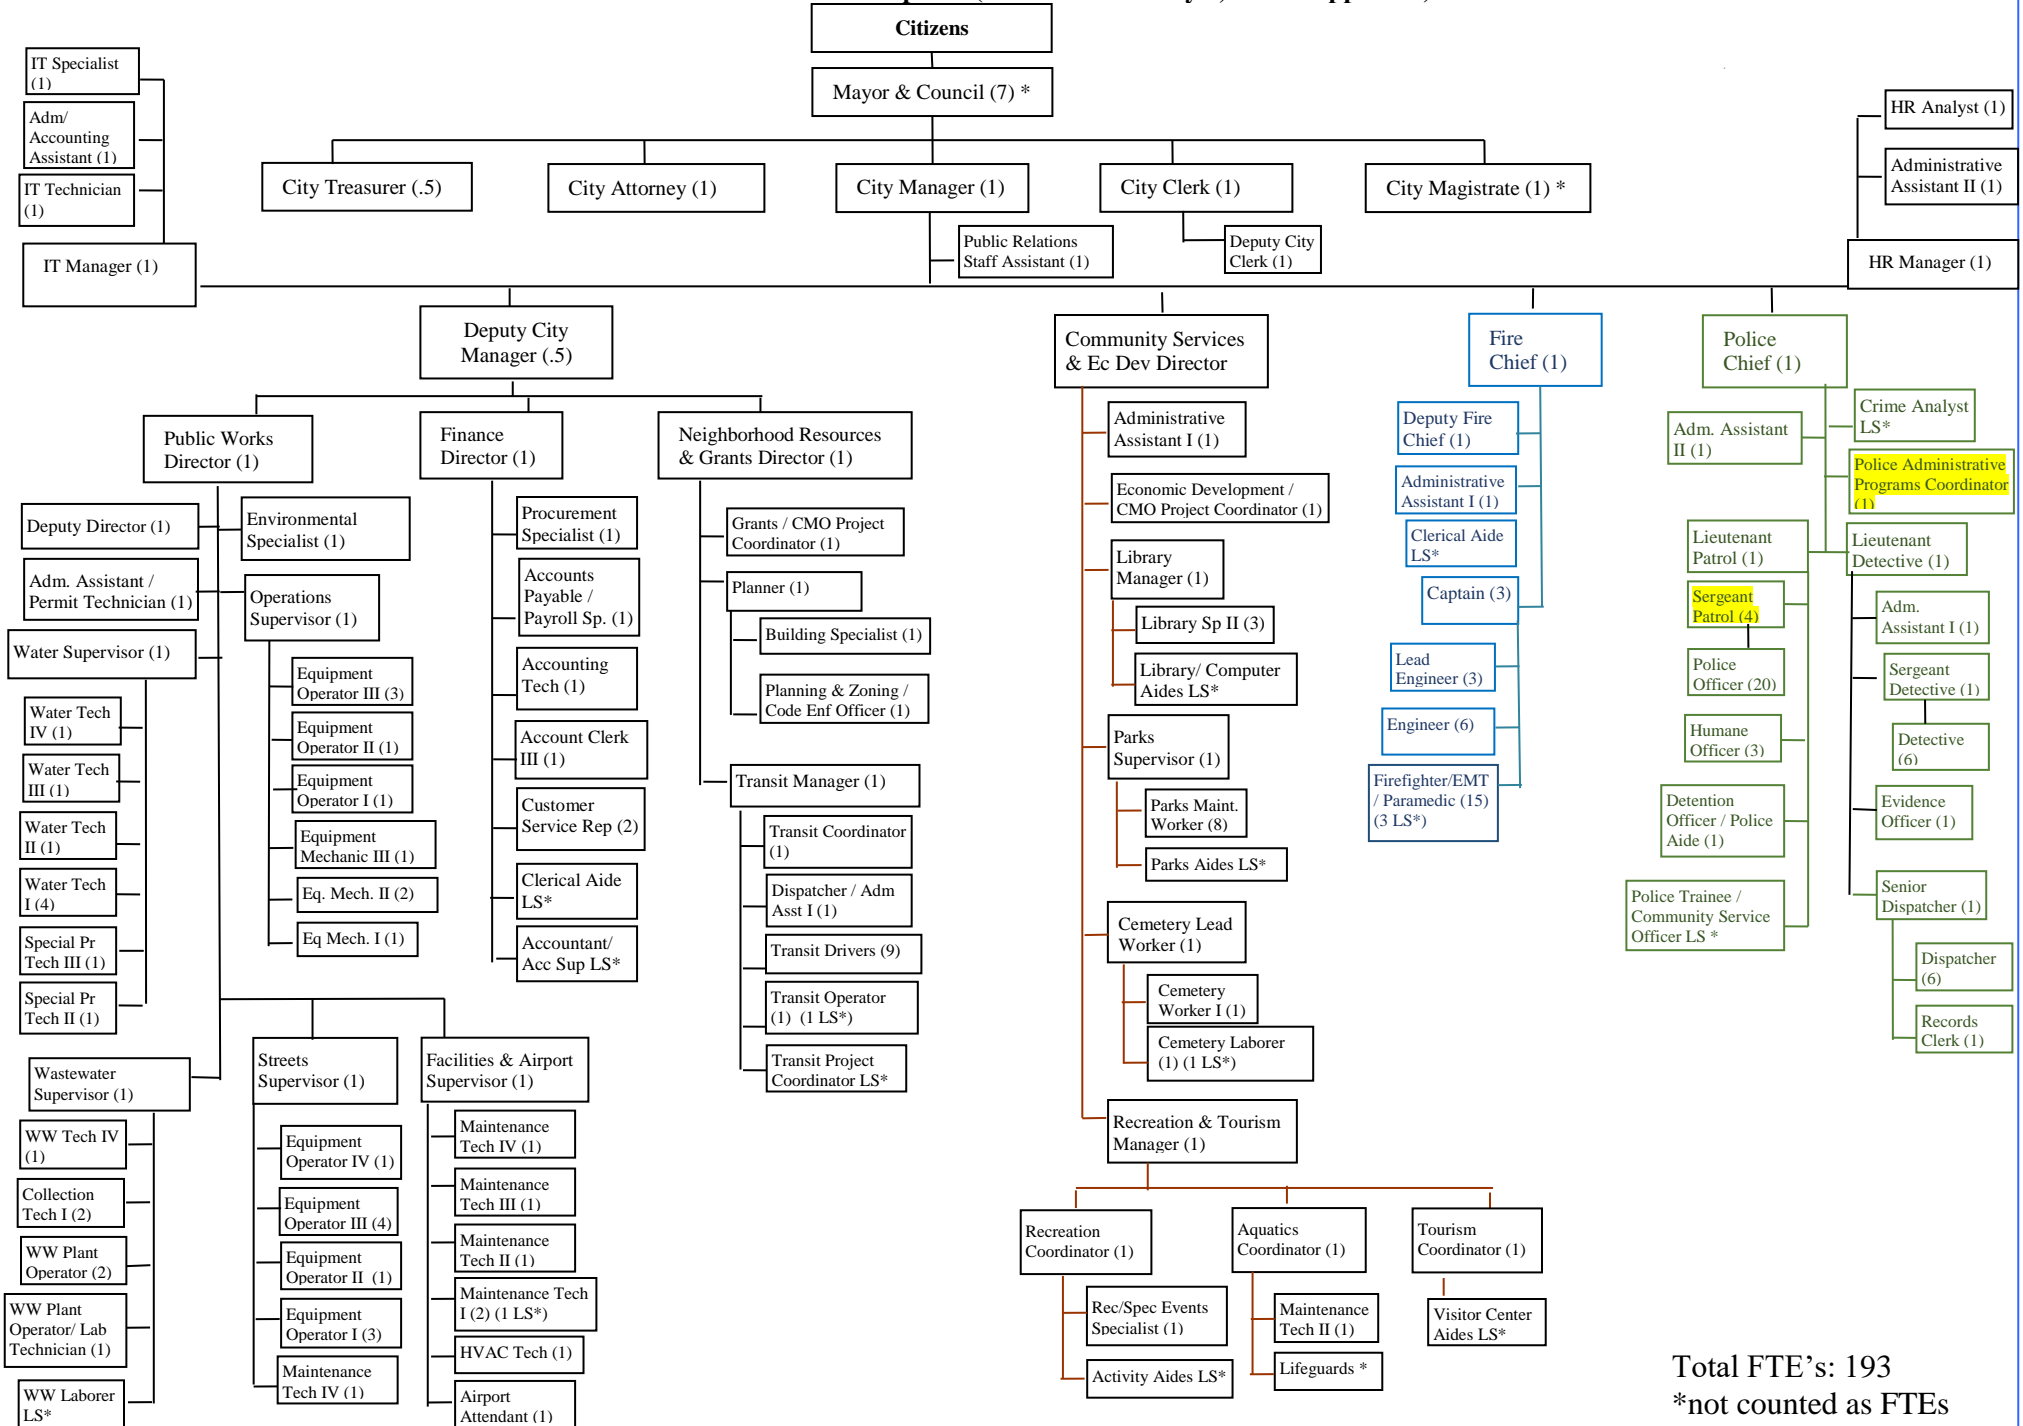 Citizens
Mayor & Council (7) *
IT Specialist
(1)
Adm/
Accounting
Assistant (1)
IT Technician
(1)
IT Manager (1)
HR Analyst (1)
Administrative
Assistant II (1)
HR Manager (1)
City Treasurer (.5)
City Attorney (1)
City Manager (1)
City Clerk (1)
City Magistrate (1) *
Public Relations
Staff Assistant (1)
Deputy City
Clerk (1)
Deputy City
Manager (.5)
Community Services
& Ec Dev Director
Fire
Chief (1)
Police
Chief (1)
Public Works
Director (1)
Finance
Director (1)
Neighborhood Resources
& Grants Director (1)
Deputy Director (1)
Environmental
Specialist (1)
Adm. Assistant /
Permit Technician (1)
Operations
Supervisor (1)
Water Supervisor (1)
Water Tech
IV (1)
Water Tech
III (1)
Water Tech
II (1)
Water Tech
I (4)
Special Pr
Tech III (1)
Special Pr
Tech II (1)
Equipment
Operator III (3)
Equipment
Operator II (1)
Equipment
Operator I (1)
Equipment
Mechanic III (1)
Eq. Mech. II (2)
Eq Mech. I (1)
Wastewater
Supervisor (1)
WW Tech IV
(1)
Collection
Tech I (2)
WW Plant
Operator (2)
WW Plant
Operator/ Lab
Technician (1)
WW Laborer
LS*
Streets
Supervisor (1)
Equipment
Operator IV (1)
Equipment
Operator III (4)
Equipment
Operator II  (1)
Equipment
Operator I (3)
Maintenance
Tech IV (1)
Facilities & Airport
Supervisor (1)
Maintenance
Tech IV (1)
Maintenance
Tech III (1)
Maintenance
Tech II (1)
Maintenance Tech
I (2) (1 LS*)
HVAC Tech (1)
Airport
Attendant (1)
Procurement
Specialist (1)
Accounts
Payable /
Payroll Sp. (1)
Accounting
Tech (1)
Account Clerk
III (1)
Customer
Service Rep (2)
Clerical Aide
LS*
Accountant/
Acc Sup LS*
Grants / CMO Project
Coordinator (1)
Planner (1)
Building Specialist (1)
Planning & Zoning /
Code Enf Officer (1)
Transit Manager (1)
Transit Coordinator
(1)
Dispatcher / Adm
Asst I (1)
Transit Drivers (9)
Transit Operator
(1)  (1 LS*)
Transit Project
Coordinator LS*
Administrative
Assistant I (1)
Economic Development /
CMO Project Coordinator (1)
Library
Manager (1)
Library Sp II (3)
Library/ Computer
Aides LS*
Parks
Supervisor (1)
Parks Maint.
Worker (8)
Parks Aides LS*
Cemetery Lead
Worker (1)
Cemetery
Worker I (1)
Cemetery Laborer
(1) (1 LS*)
Recreation & Tourism
Manager (1)
Recreation
Coordinator (1)
Rec/Spec Events
Specialist (1)
Activity Aides LS*
Aquatics
Coordinator (1)
Maintenance
Tech II (1)
Lifeguards *
Tourism
Coordinator (1)
Visitor Center
Aides LS*
Deputy Fire
Chief (1)
Administrative
Assistant I (1)
Clerical Aide
LS*
Captain (3)
Lead
Engineer (3)
Engineer (6)
Firefighter/EMT
/ Paramedic (15)
(3 LS*)
Adm. Assistant
II (1)
Crime Analyst
LS*
Police Administrative
Programs Coordinator
(1)
Lieutenant
Patrol (1)
Sergeant
Patrol (4)
Police
Officer (20)
Humane
Officer (3)
Detention
Officer / Police
Aide (1)
Police Trainee /
Community Service
Officer LS *
Lieutenant
Detective (1)
Adm.
Assistant I (1)
Sergeant
Detective (1)
Detective
(6)
Evidence
Officer (1)
Senior
Dispatcher (1)
Dispatcher
(6)
Records
Clerk (1)
Total FTE’s: 193
*not counted as FTEs